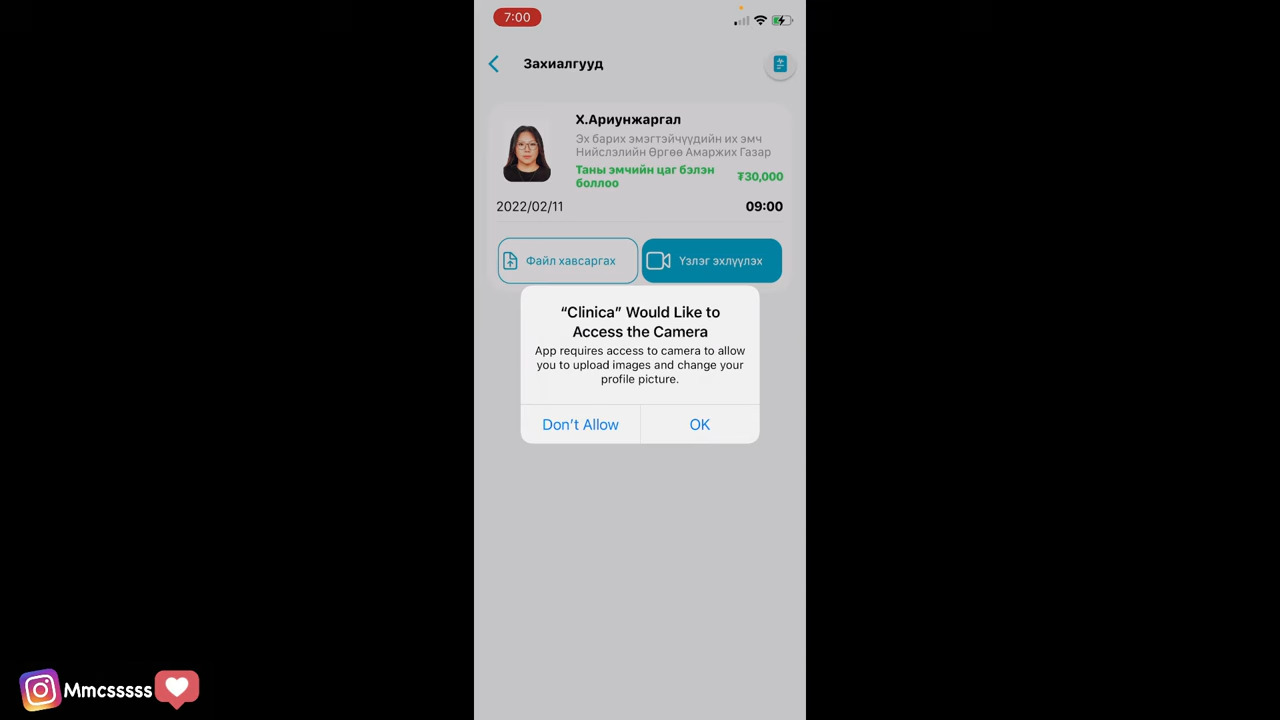 7:00
Захиалгууд
Х.Ариунжаргал
Эх барих эмэгтэйчүүдийн их эмч
Нийслэлийн Өргөө Амаржих Газар
Таны эмчийн цаг бэлэн
боллоо
₮30,000
2022/02/11
09:00
Файл хавсаргах
Үзлэг эхлүүлэх
“Clinica” Would Like to
Access the Camera
App requires access to camera to allow
you to upload images and change your
profile picture.
Don’t Allow
OK
Mmcsssss